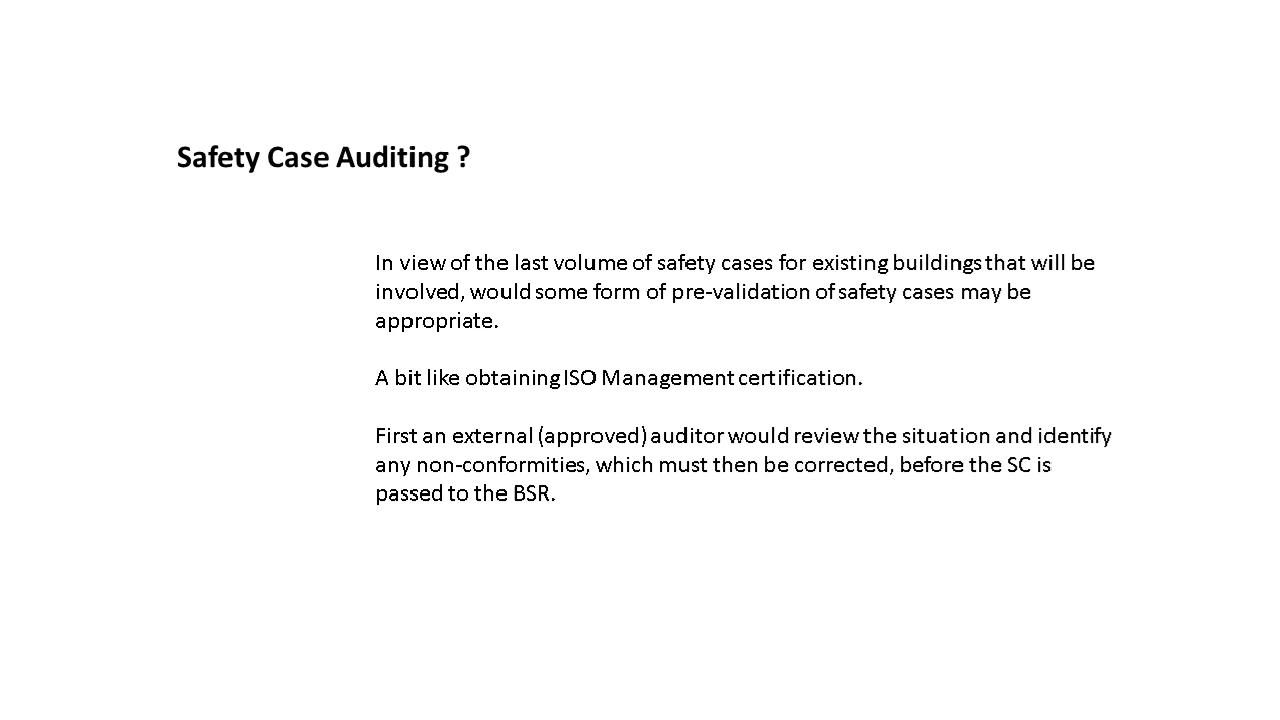 Safety Case Auditing ?
In view of the last volume of safety cases for existing buildings that will be
involved, would some form of pre-validation of safety cases may be
appropriate.
A bit like obtaining ISO Management certification.
First an external (approved) auditor would review the situation and identify
any non-conformities, which must then be corrected, before the SC is
passed to the BSR.